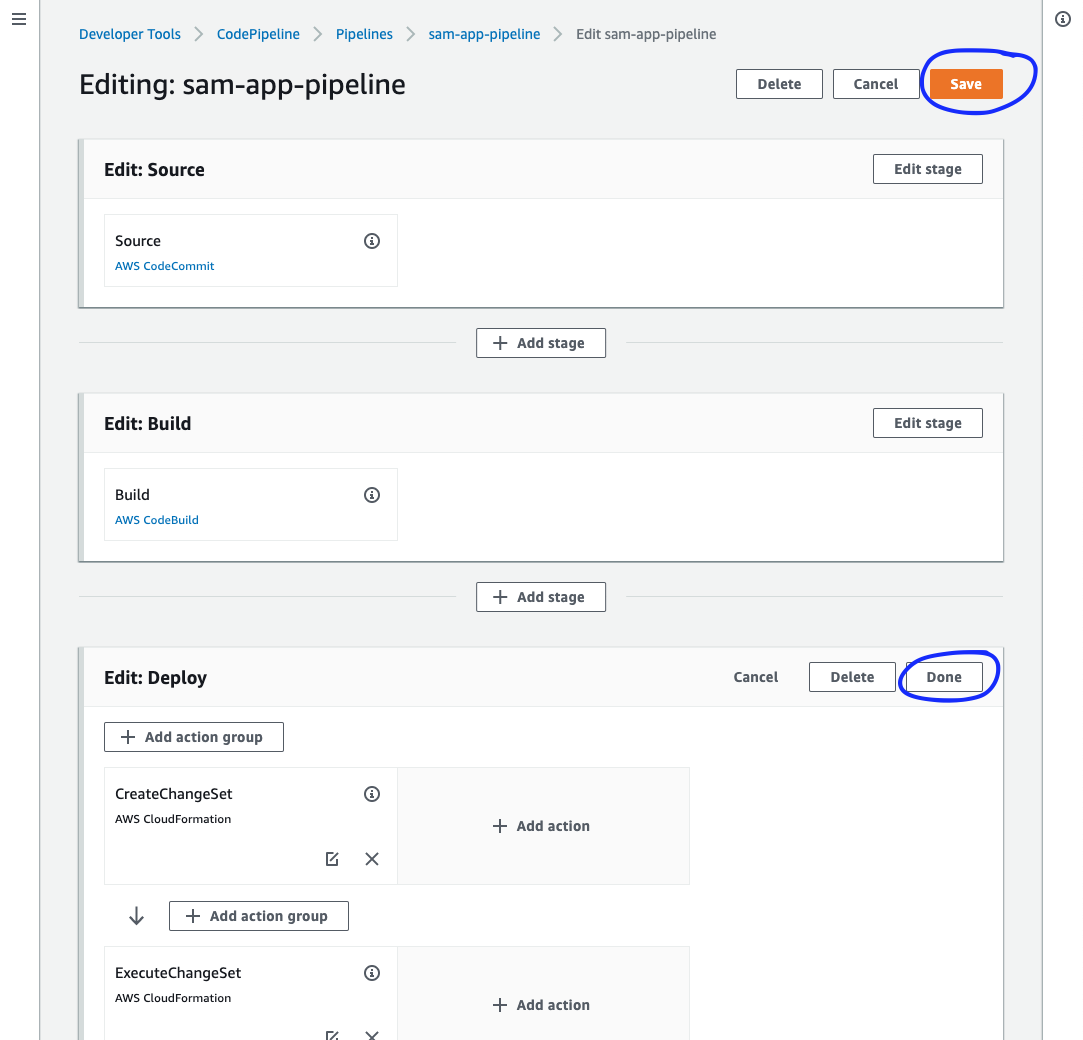 Developer Tools CodePipeline Pipelines sam-app-pipeline Edit sam-app-pipeline
Editing: sam-app-pipeline Delete Cancel Save
Edit: Source Edit stage
Source
AWS CodeCommit
Add stage
Edit: Build Edit stage
Build
AWS CodeBuild
Add stage
Edit: Deploy Cancel Delete Done
Add action group
CreateChangeSet
AWS CloudFormation
Add action
Add action group
ExecuteChangeSet
AWS CloudFormation
Add action